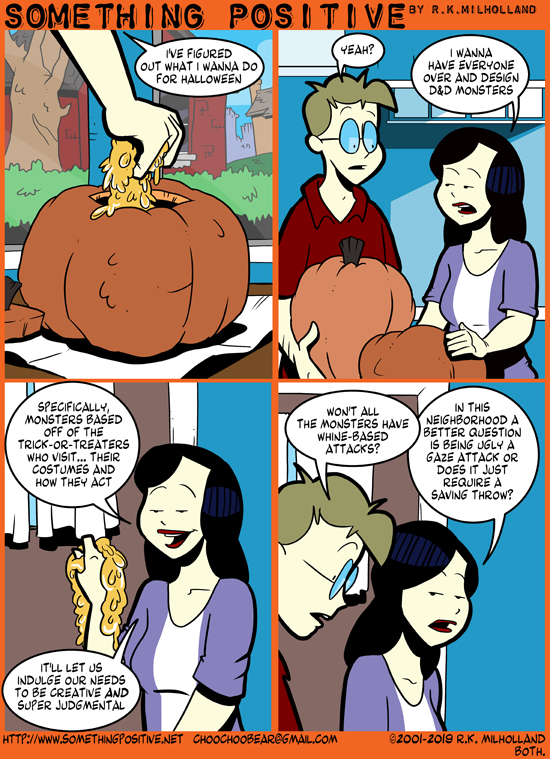 SOMETHING POSITIVE BY R.K.MILHOLLAND
I'VE FIGURED
OUT WHAT I WANNA DO
FOR HALLOWEEN
YEAH?
I WANNA
HAVE EVERYONE
OVER AND DESIGN
D&D MONSTERS
SPECIFICALLY,
MONSTERS BASED
OFF OF THE
TRICK-OR-TREATERS
WHO VISIT... THEIR
COSTUMES AND
HOW THEY ACT
IT'LL LET US
INDULGE OUR NEEDS
TO BE CREATIVE AND
SUPER JUDGMENTAL
WON'T ALL
THE MONSTERS HAVE
WHINE-BASED
ATTACKS?
IN THIS
NEIGHBORHOOD A
BETTER QUESTION
IS BEING UGLY A
GAZE ATTACK OR
DOES IT JUST
REQUIRE A
SAVING THROW?
HTTP://WWW.SOMETHINGPOSITIVE.NET CHOOCHOOBEAR@GMAIL.COM ©2001-2019 R.K. MILHOLLAND
BOTH.